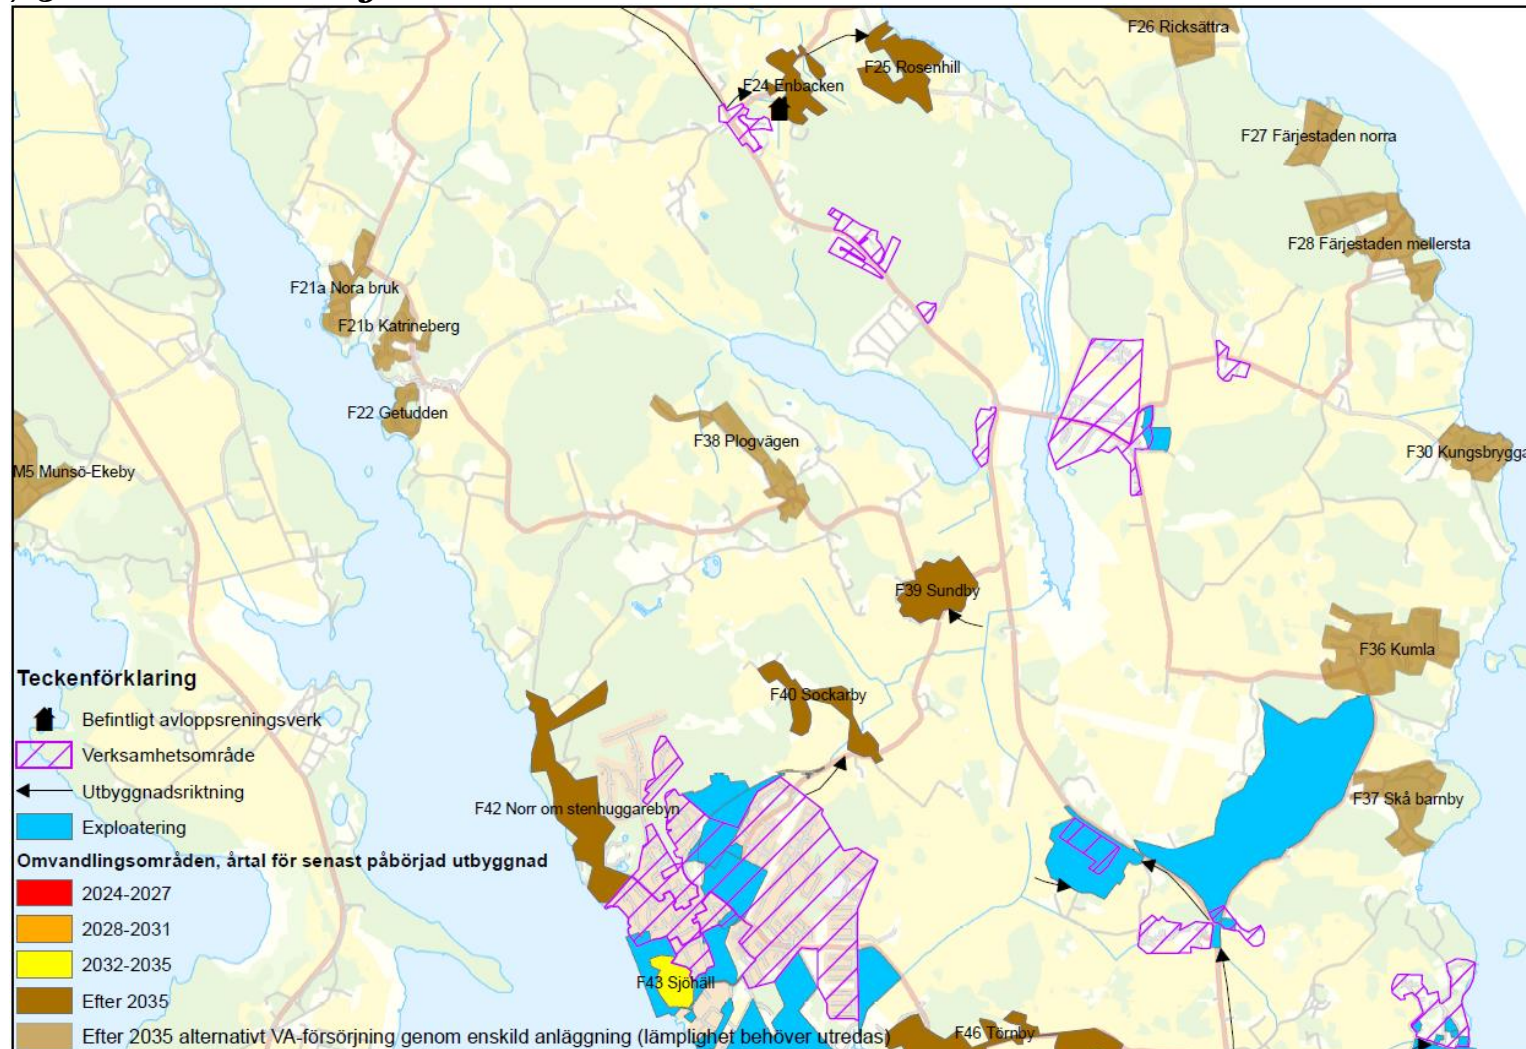 F26 Ricksättra
F25 Rosenhill
F24 Enbacken
F27 Färjestaden norra
F28 Färjestaden mellersta
F21a Nora bruk
F21b Katrineberg
F22 Getudden
F38 Plogvägen
F30 Kungsbrygga
M5 Munsö-Ekeby
F39 Sundby
F36 Kumla
F40 Sockarby
F37 Skå barnby
F42 Norr om stenhuggarebyn
F43 Sjöhäll
F46 Törnby
Teckenförklaring
Befintligt avloppsreningsverk
Verksamhetsområde
Utbyggnadsriktning
Exploatering
Omvandlingsområden, årtal för senast påbörjad utbyggnad
2024-2027
2028-2031
2032-2035
Efter 2035
Efter 2035 alternativt VA-försörjning genom enskild anläggning (lämplighet behöver utredas)